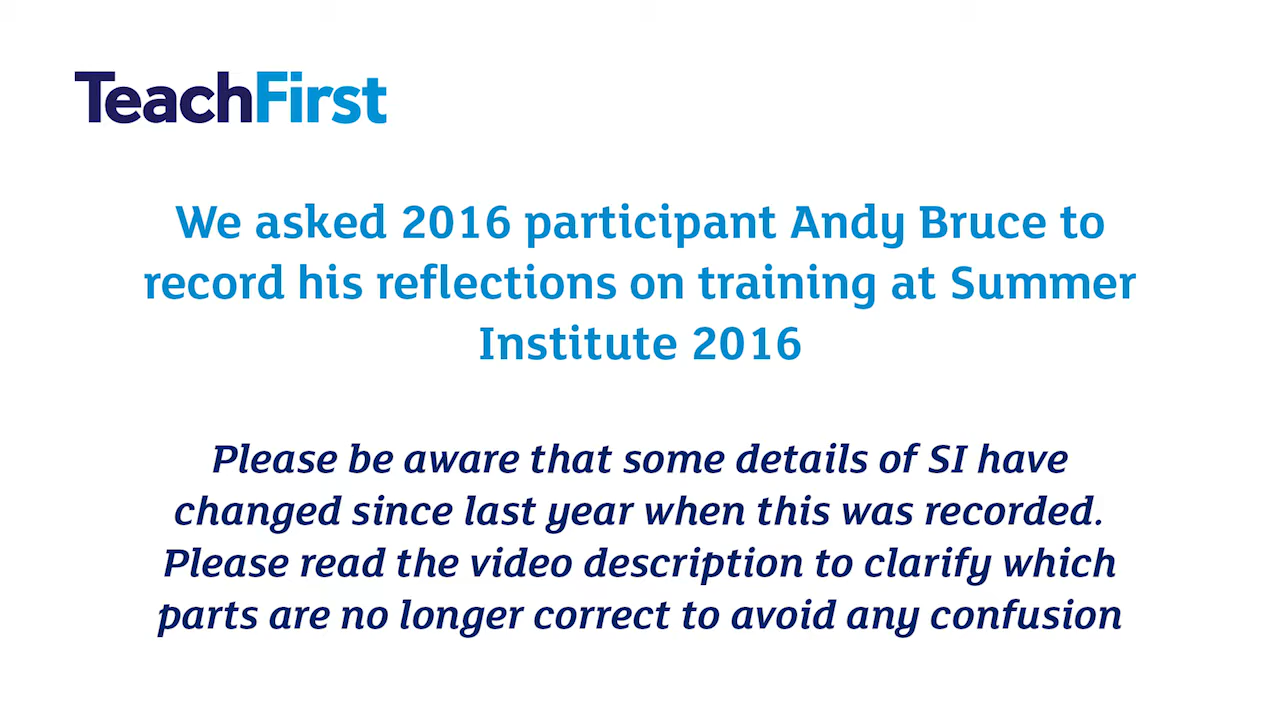 TeachFirst
We asked 2016 participant Andy Bruce to
record his reflections on training at Summer
Institute 2016
Please be aware that some details of SI have
changed since last year when this was recorded.
Please read the video description to clarify which
parts are no longer correct to avoid any confusion